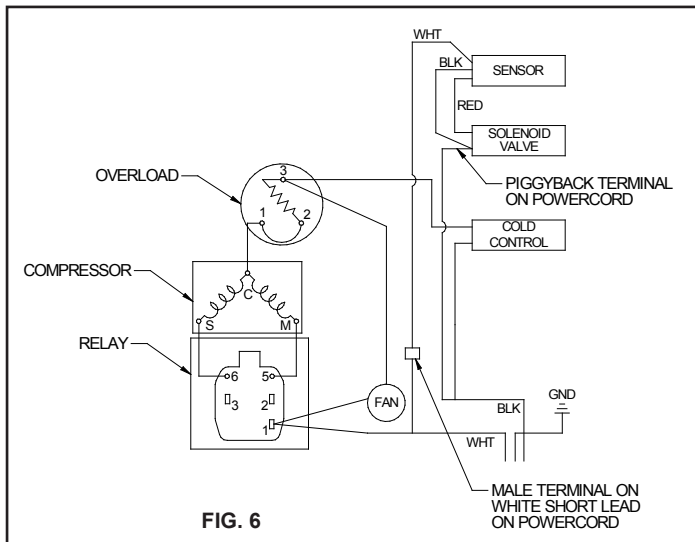 WHT
BLK
SENSOR
RED
SOLENOID
VALVE
OVERLOAD
3
1
2
PIGGYBACK TERMINAL
ON POWERCORD
COLD
CONTROL
COMPRESSOR
C
S
M
RELAY
6
5
3
2
1
FAN
GND
BLK
WHT
MALE TERMINAL ON
WHITE SHORT LEAD
ON POWERCORD
FIG. 6